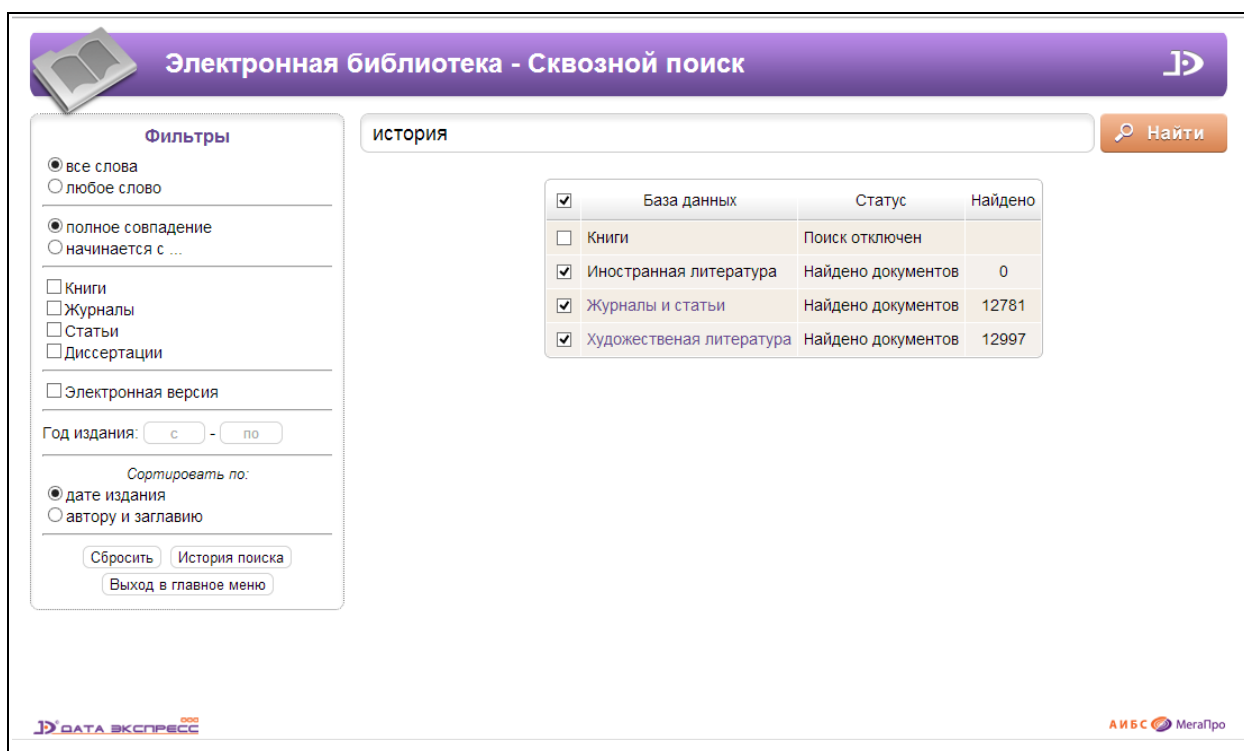 Электронная библиотека - Сквозной поиск
Фильтры
все слова
любое слово
полное совпадение
начинается с ...
Книги
Журналы
Статьи
Диссертации
Электронная версия
Год издания: с - по
Сортировать по:
дате издания
автору и заглавию
Сбросить История поиска
Выход в главное меню
история Найти
База данных Статус Найдено
Книги Поиск отключен
Иностранная литература Найдено документов 0
Журналы и статьи Найдено документов 12781
Художественая литература Найдено документов 12997
ДАТА ЭКСПРЕСС
АИБС МегаПро